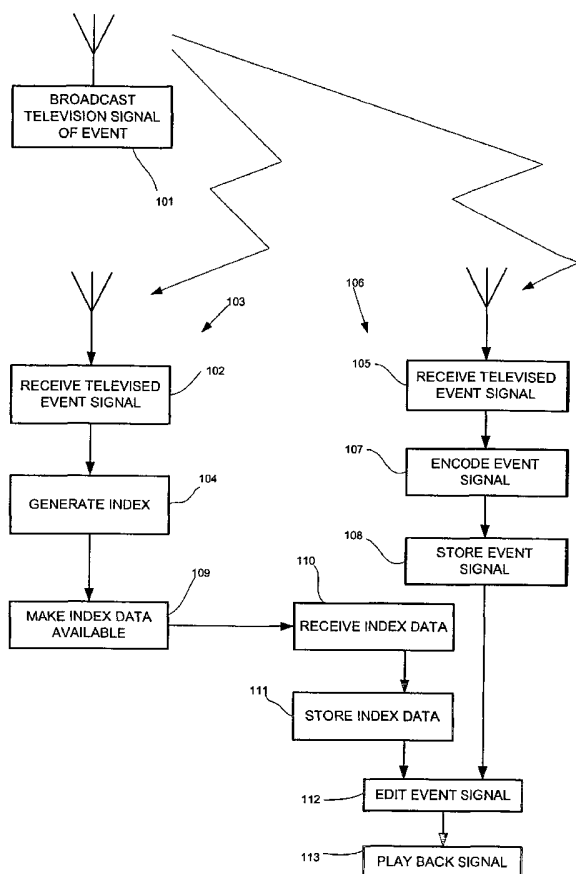 BROADCAST
TELEVISION SIGNAL
OF EVENT
101
103
106
RECEIVE TELEVISED
EVENT SIGNAL
102
105
RECEIVE TELEVISED
EVENT SIGNAL
107
ENCODE EVENT
SIGNAL
GENERATE INDEX
104
108
STORE EVENT
SIGNAL
MAKE INDEX DATA
AVAILABLE
109
110
RECEIVE INDEX DATA
111
STORE INDEX DATA
112
EDIT EVENT SIGNAL
113
PLAY BACK SIGNAL